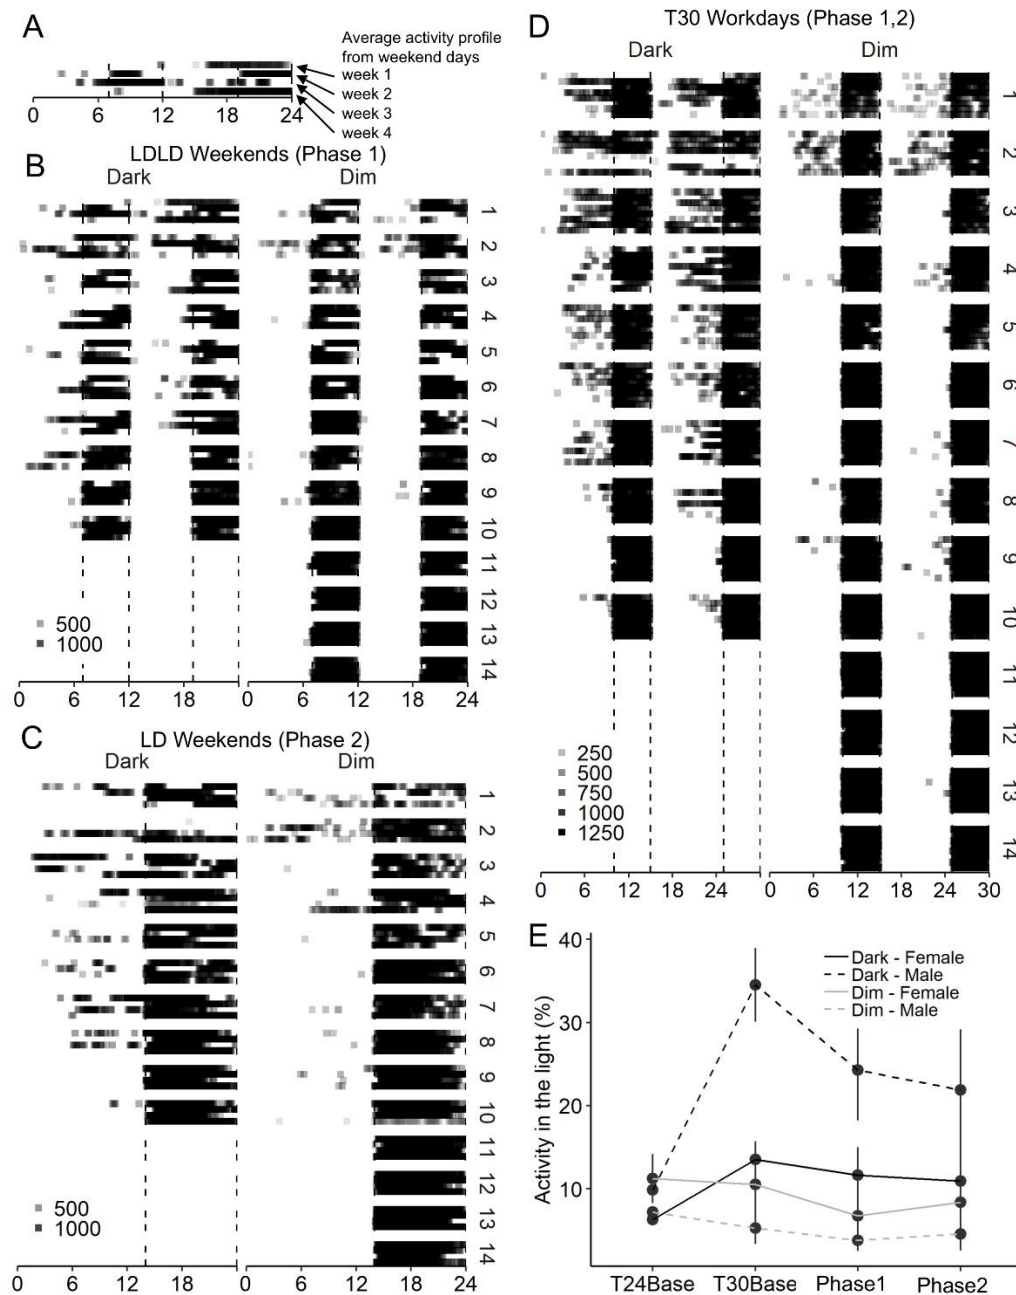 A
Average activity profile
from weekend days
week 1
week 2
week 3
week 4
0 6 12 18 24
B
LDLD Weekends (Phase 1)
Dark Dim
1
2
3
4
5
6
7
8
9
10
11
12
13
14
500
1000
0 6 12 18 0 6 12 18 24
C
LD Weekends (Phase 2)
Dark Dim
1
2
3
4
5
6
7
8
9
10
11
12
13
14
500
1000
0 6 12 18 0 6 12 18 24
D
T30 Workdays (Phase 1,2)
Dark Dim
1
2
3
4
5
6
7
8
9
10
11
12
13
14
250
500
750
1000
1250
0 6 12 18 24 0 6 12 18 24 30
E
Activity in the light (%)
40
30
20
10
Dark - Female
Dark - Male
Dim - Female
Dim - Male
T24Base T30Base Phase1 Phase2